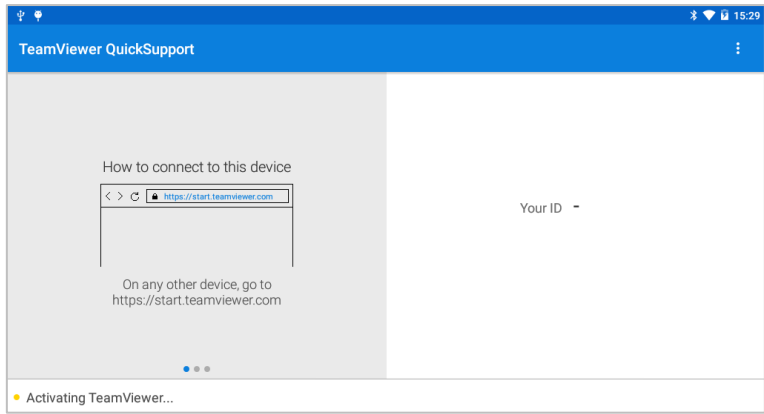 15:29
TeamViewer QuickSupport
How to connect to this device
https://start.teamviewer.com
On any other device, go to
https://start.teamviewer.com
Your ID -
Activating TeamViewer...